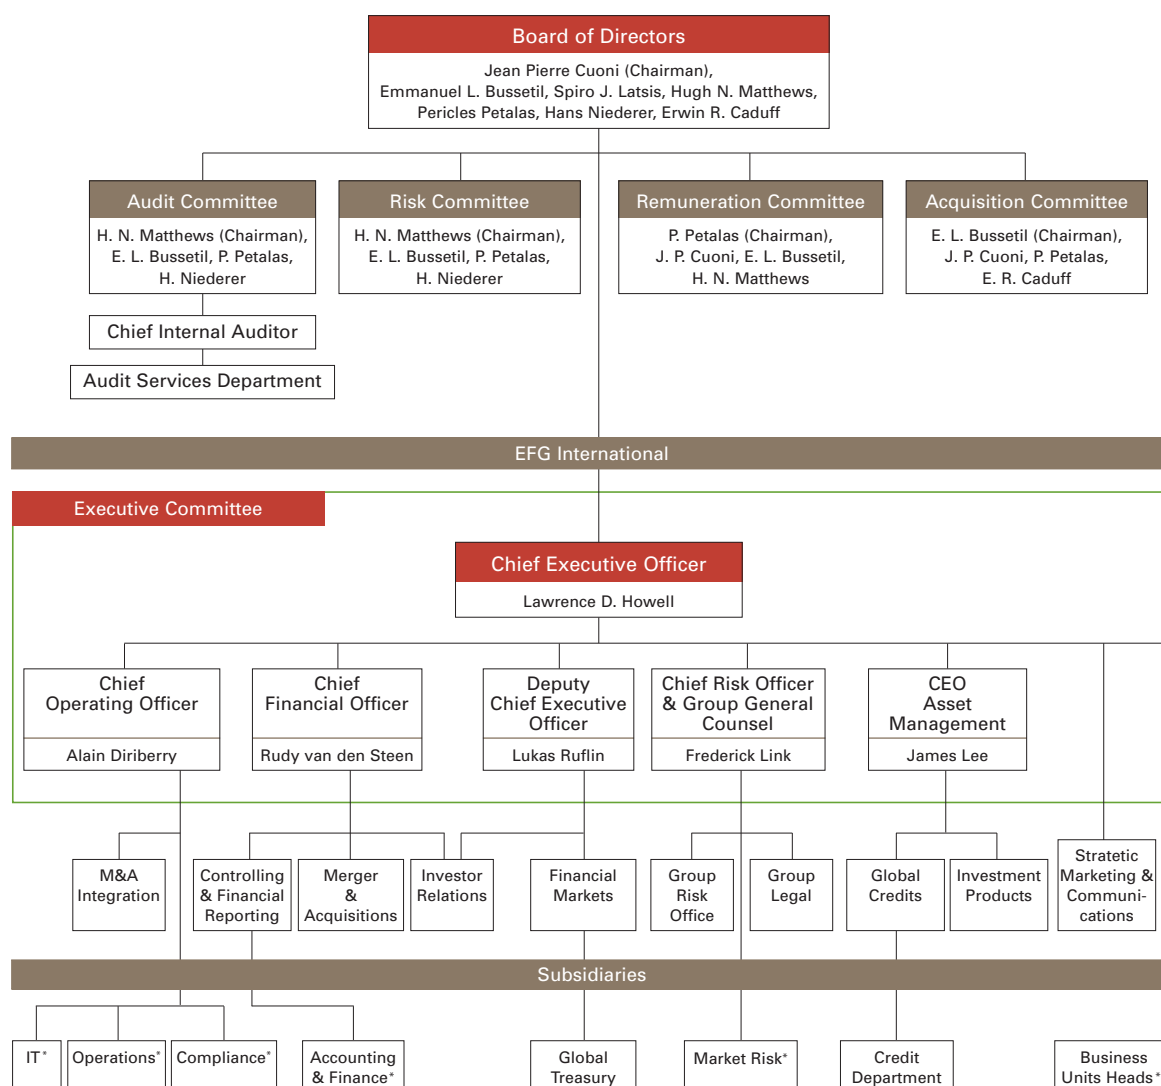 Board of Directors
Jean Pierre Cuoni (Chairman),
Emmanuel L. Bussetil, Spiro J. Latsis, Hugh N. Matthews,
Pericles Petalas, Hans Niederer, Erwin R. Caduff
Audit Committee
H. N. Matthews (Chairman),
E. L. Bussetil, P. Petalas,
H. Niederer
Risk Committee
H. N. Matthews (Chairman),
E. L. Bussetil, P. Petalas,
H. Niederer
Remuneration Committee
P. Petalas (Chairman),
J. P. Cuoni, E. L. Bussetil,
H. N. Matthews
Acquisition Committee
E. L. Bussetil (Chairman),
J. P. Cuoni, P. Petalas,
E. R. Caduff
Chief Internal Auditor
Audit Services Department
EFG International
Executive Committee
Chief Executive Officer
Lawrence D. Howell
Chief
Operating Officer
Alain Diriberry
Chief
Financial Officer
Rudy van den Steen
Deputy
Chief Executive
Officer
Lukas Ruflin
Chief Risk Officer
& Group General
Counsel
Frederick Link
CEO
Asset
Management
James Lee
M&A
Integration
Controlling
& Financial
Reporting
Merger
&
Acquisitions
Investor
Relations
Financial
Markets
Group
Risk
Office
Group
Legal
Global
Credits
Investment
Products
Stratetic
Marketing &
Communi-
cations
Subsidiaries
IT*
Operations*
Compliance*
Accounting
& Finance*
Global
Treasury
Market Risk*
Credit
Department
Business
Units Heads*